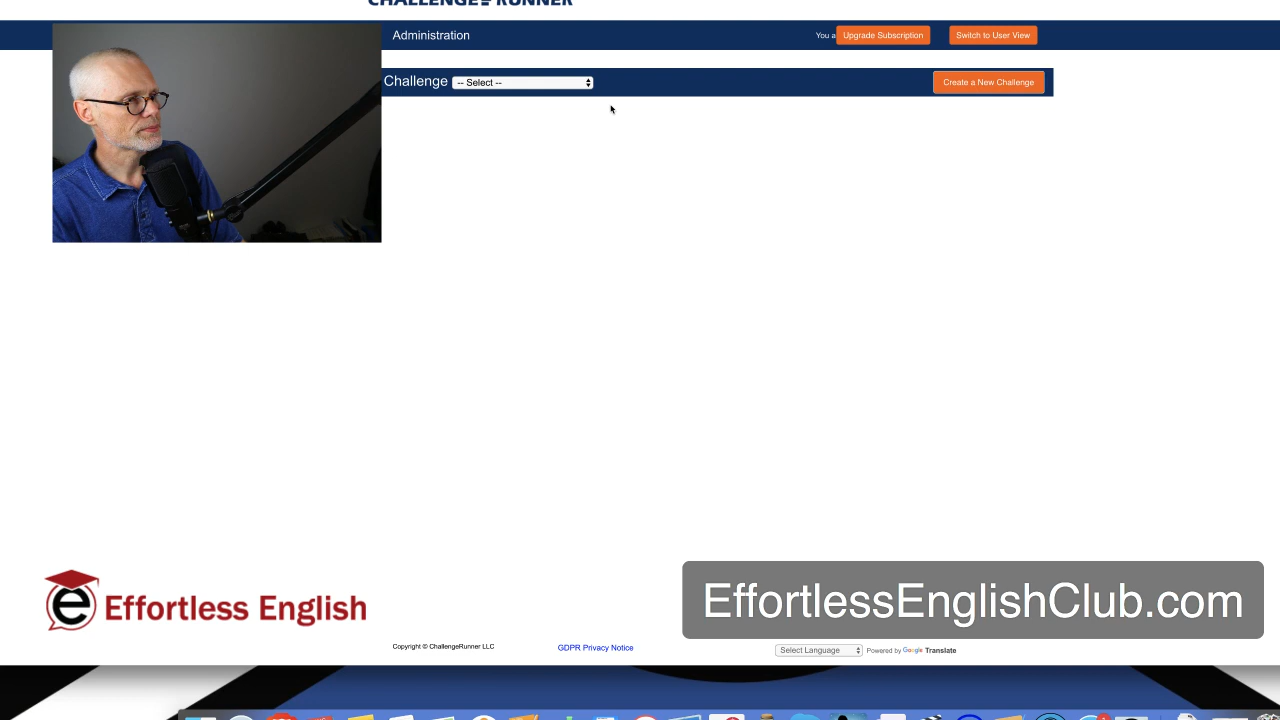 CHALLENGE RUNNER
Administration
You a
Upgrade Subscription
Switch to User View
Challenge
-- Select --
Create a New Challenge
e Effortless English
EffortlessEnglishClub.com
Copyright © ChallengeRunner LLC
GDPR Privacy Notice
Select Language
Powered by Google Translate